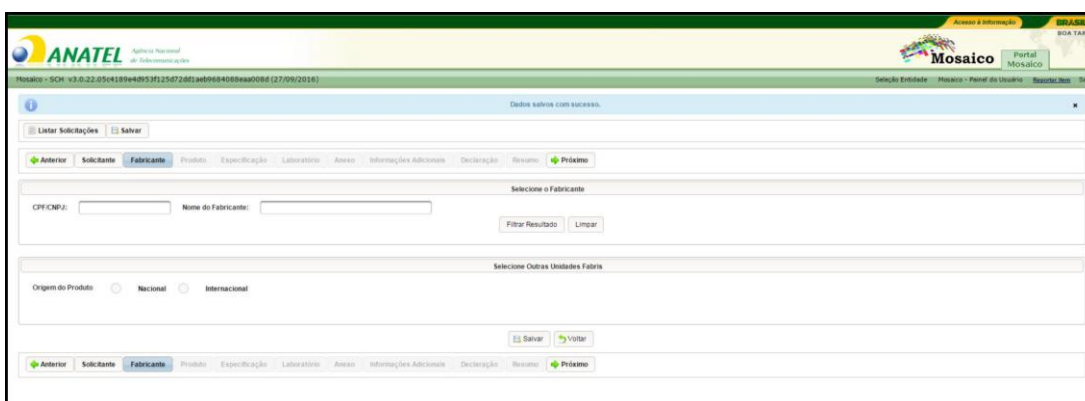 Acesso à Informação BRASIL
BOA TAR
ANATEL Agência Nacional
de Telecomunicações
Mosaico Portal
Mosaico
Mosaico - SCH v3.0.22.05c4189e4d953f125d72dd1aeb9684088eaa008d (27/09/2016) Seleção Entidade Mosaico - Painel do Usuário Reportar Item
Dados salvos com sucesso.
Listar Solicitações Salvar
Anterior Solicitante Fabricante Produto Especificação Laboratório Anexo Informações Adicionais Declaração Resumo Próximo
Selecione o Fabricante
CPF/CNPJ: Nome do Fabricante:
Filtrar Resultado Limpar
Selecione Outras Unidades Fabris
Origem do Produto Nacional Internacional
Salvar Voltar
Anterior Solicitante Fabricante Produto Especificação Laboratório Anexo Informações Adicionais Declaração Resumo Próximo